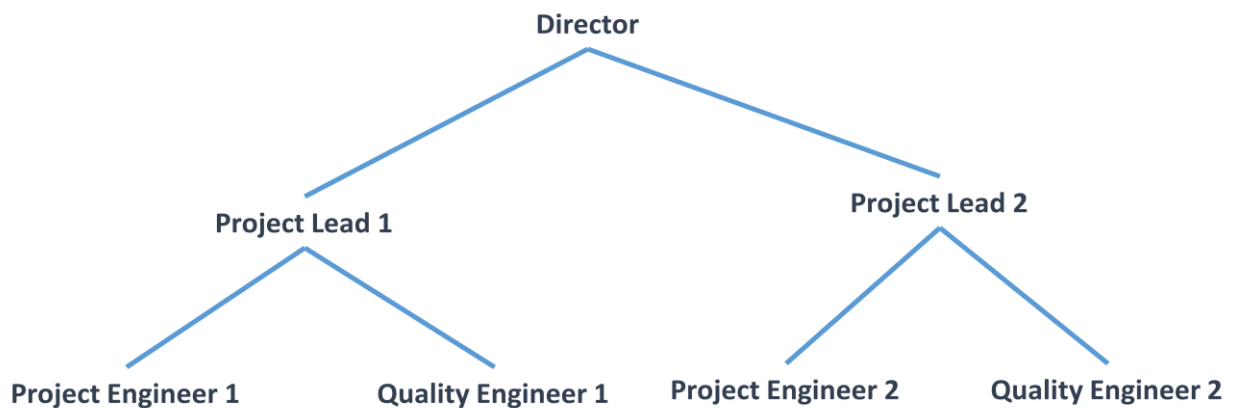 Director
Project Lead 1
Project Lead 2
Project Engineer 1
Quality Engineer 1
Project Engineer 2
Quality Engineer 2